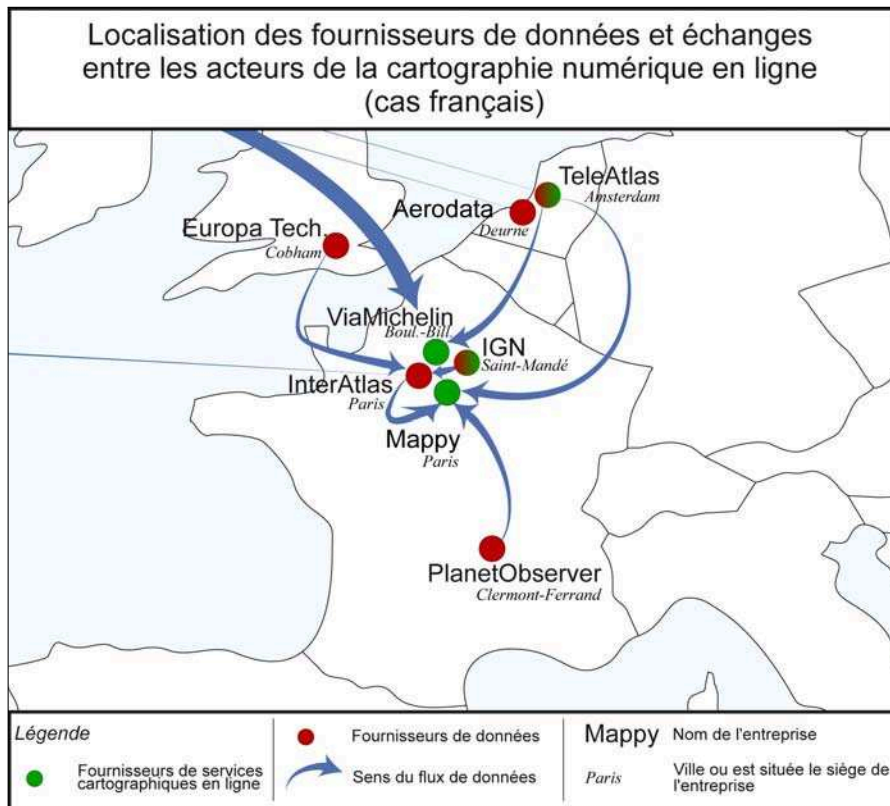 Localisation des fournisseurs de données et échanges
entre les acteurs de la cartographie numérique en ligne
(cas français)
TeleAtlas
Amsterdam
Aerodata
Deurne
Europa Tech.
Cobham
ViaMichelin
Boul.-Bill.
IGN
Saint-Mandé
InterAtlas
Paris
Mappy
Paris
PlanetObserver
Clermont-Ferrand
Légende
Fournisseurs de services
cartographiques en ligne
Fournisseurs de données
Sens du flux de données
Mappy Nom de l'entreprise
Paris Ville ou est située le siège de
l'entreprise